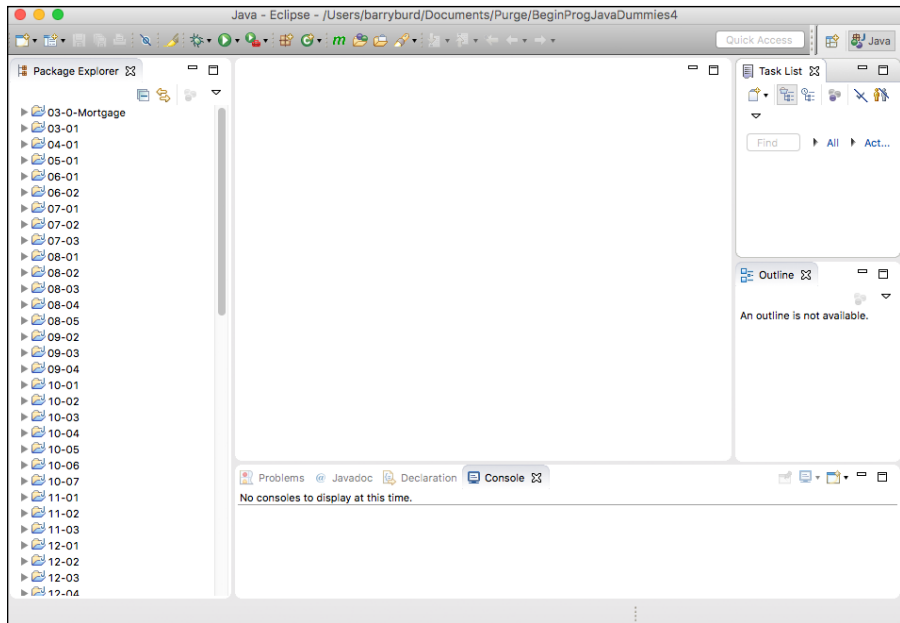 Java - Eclipse - /Users/barryburd/Documents/Purge/BeginProgJavaDummies4
Quick Access
Java
Package Explorer
03-0-Mortgage
03-01
04-01
05-01
06-01
06-02
07-01
07-02
07-03
08-01
08-02
08-03
08-04
08-05
09-02
09-03
09-04
10-01
10-02
10-03
10-04
10-05
10-06
10-07
11-01
11-02
11-03
12-01
12-02
12-03
12-04
Task List
Find
All
Act...
Outline
An outline is not available.
Problems @ Javadoc Declaration Console
No consoles to display at this time.